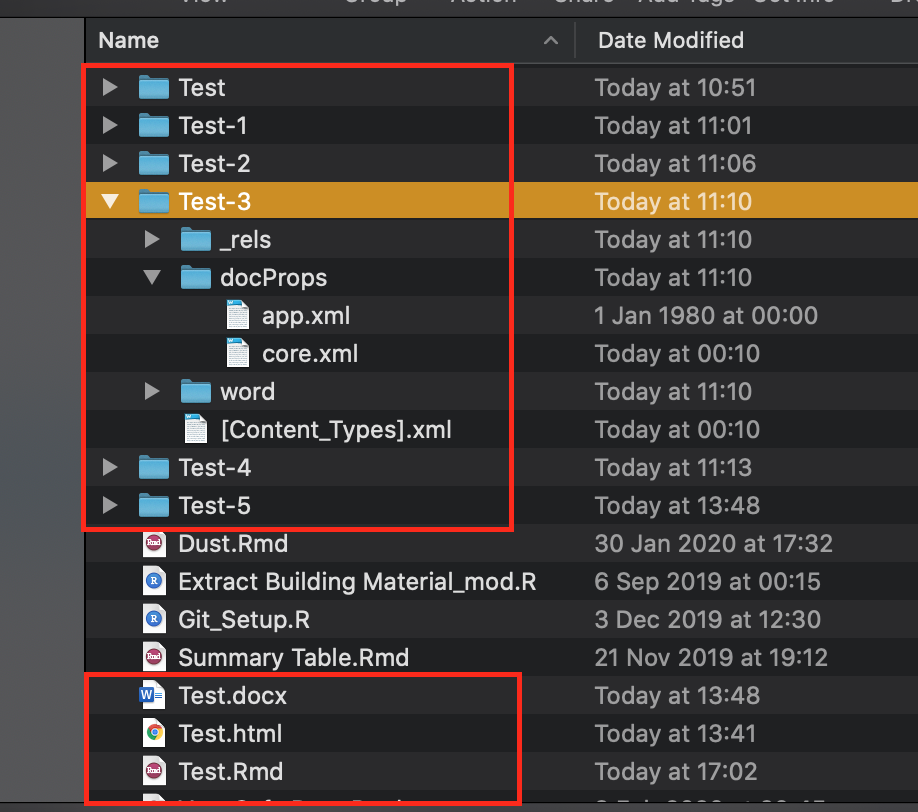 Name Date Modified
Test Today at 10:51
Test-1 Today at 11:01
Test-2 Today at 11:06
Test-3 Today at 11:10
_rels Today at 11:10
docProps Today at 11:10
app.xml 1 Jan 1980 at 00:00
core.xml Today at 00:10
word Today at 11:10
[Content_Types].xml Today at 00:10
Test-4 Today at 11:13
Test-5 Today at 13:48
Dust.Rmd 30 Jan 2020 at 17:32
Extract Building Material_mod.R 6 Sep 2019 at 00:15
Git_Setup.R 3 Dec 2019 at 12:30
Summary Table.Rmd 21 Nov 2019 at 19:12
Test.docx Today at 13:48
Test.html Today at 13:41
Test.Rmd Today at 17:02